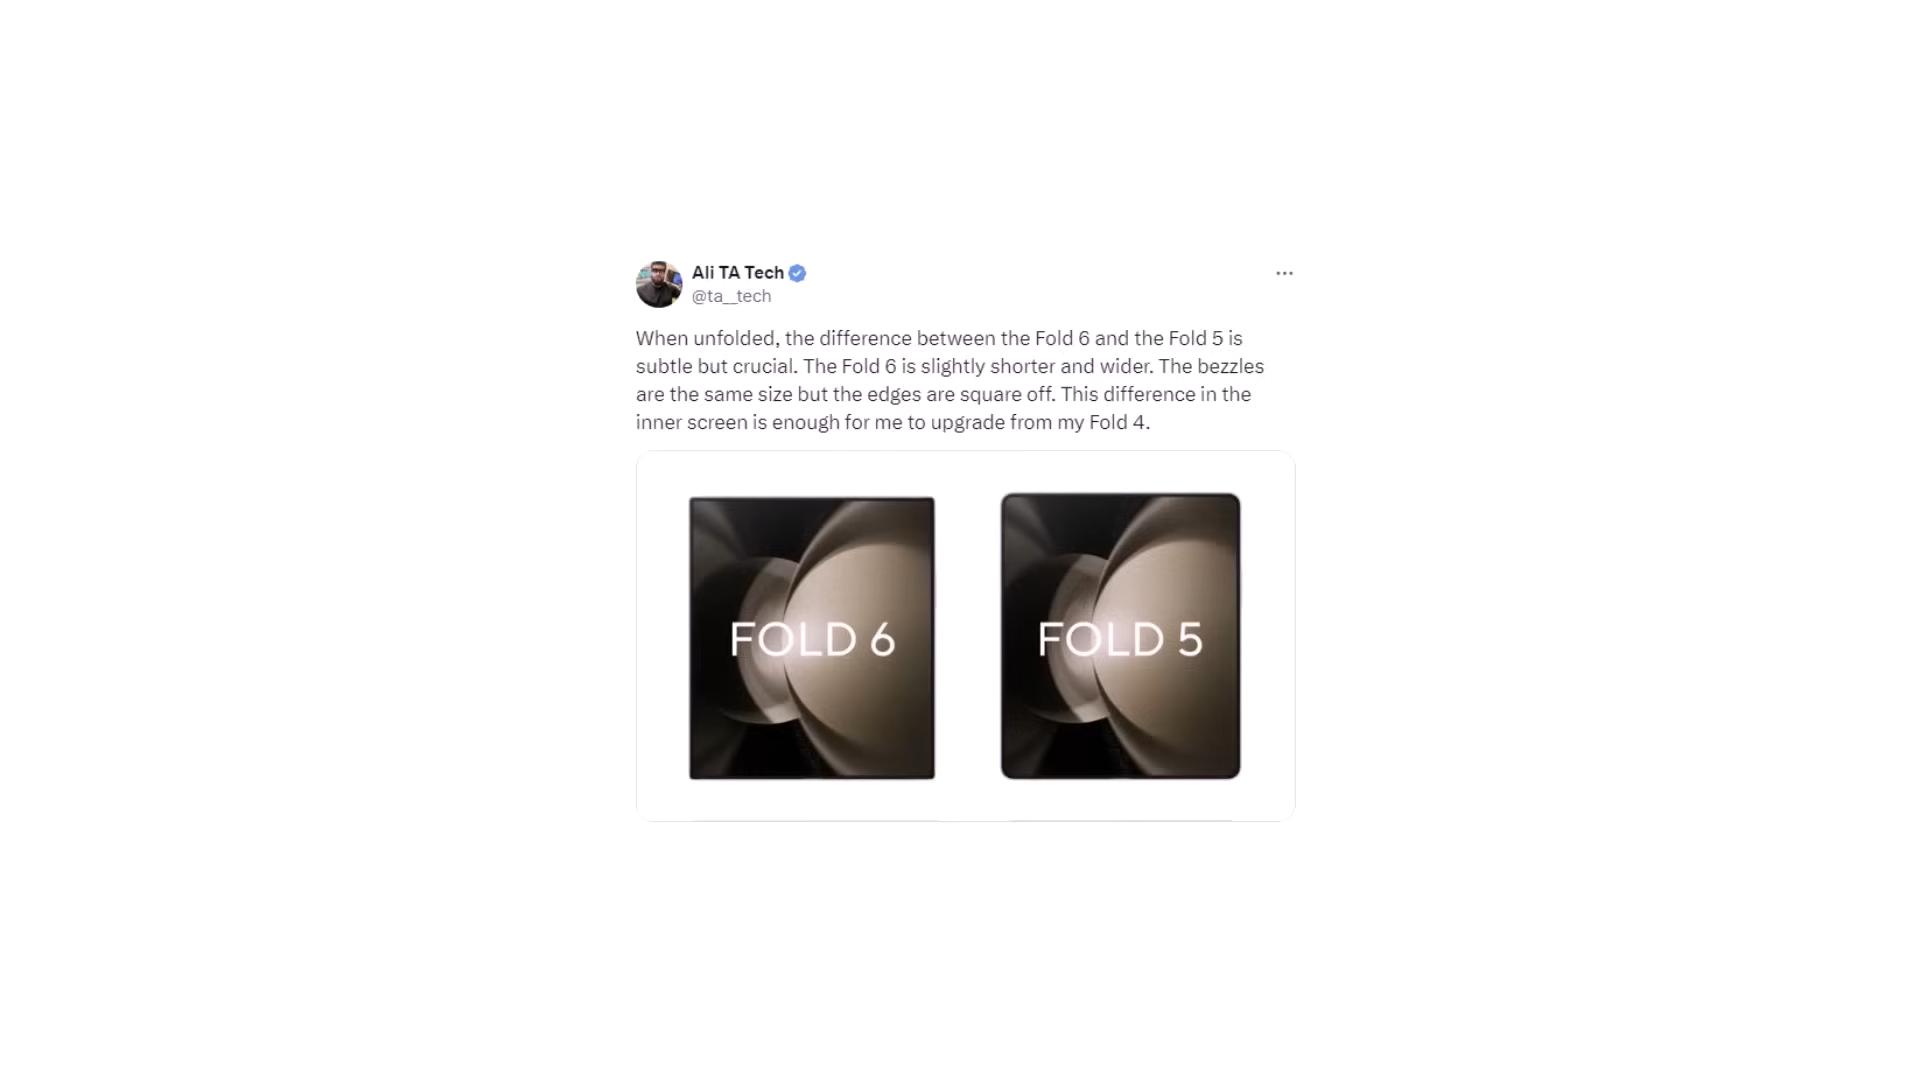 Ali TA Tech
@ta__tech
When unfolded, the difference between the Fold 6 and the Fold 5 is
subtle but crucial. The Fold 6 is slightly shorter and wider. The bezzles
are the same size but the edges are square off. This difference in the
inner screen is enough for me to upgrade from my Fold 4.
FOLD 6
FOLD 5